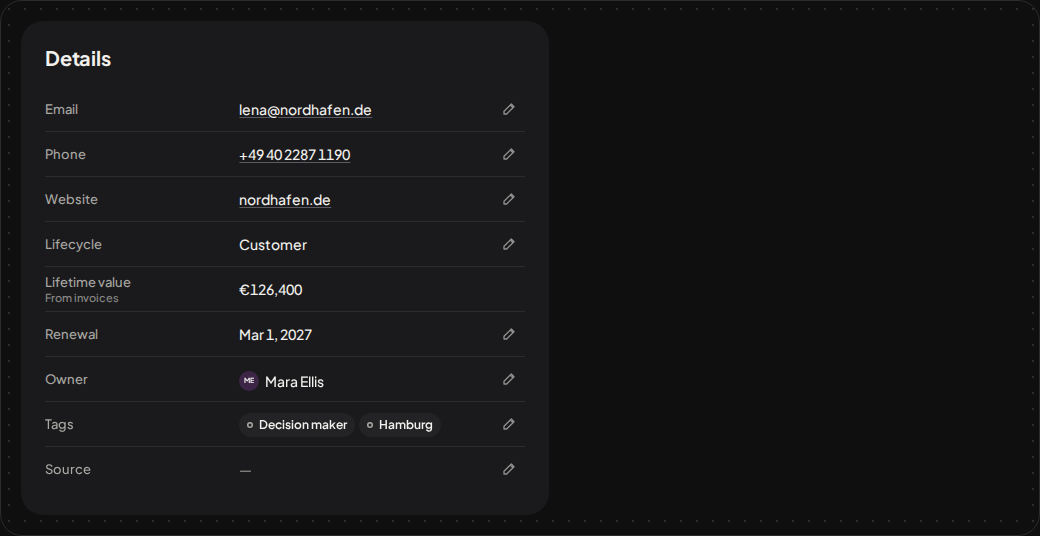 Details
Email lena@nordhafen.de
Phone +49 40 2287 1190
Website nordhafen.de
Lifecycle Customer
Lifetime value €126,400
From invoices
Renewal Mar 1, 2027
Owner ME Mara Ellis
Tags Decision maker Hamburg
Source —